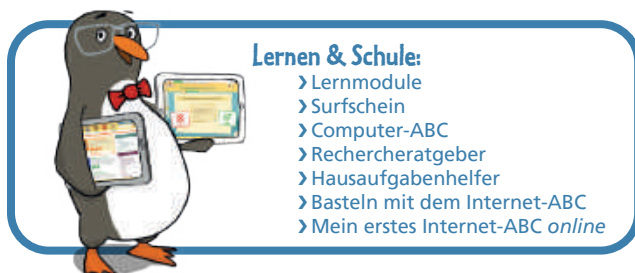 Lernen & Schule:
❯ Lernmodule
❯ Surfschein
❯ Computer-ABC
❯ Rechercheratgeber
❯ Hausaufgabenhelfer
❯ Basteln mit dem Internet-ABC
❯ Mein erstes Internet-ABC online